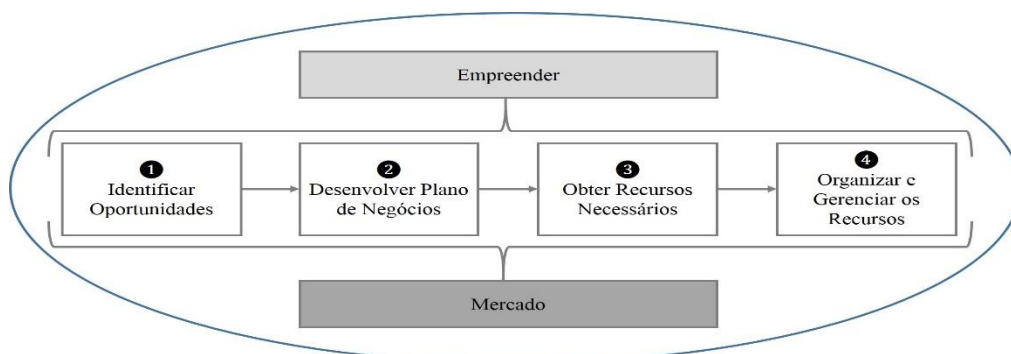 Empreender
1
Identificar
Oportunidades
2
Desenvolver Plano
de Negócios
3
Obter Recursos
Necessários
4
Organizar c
Gerenciar os
Recursos
Mercado